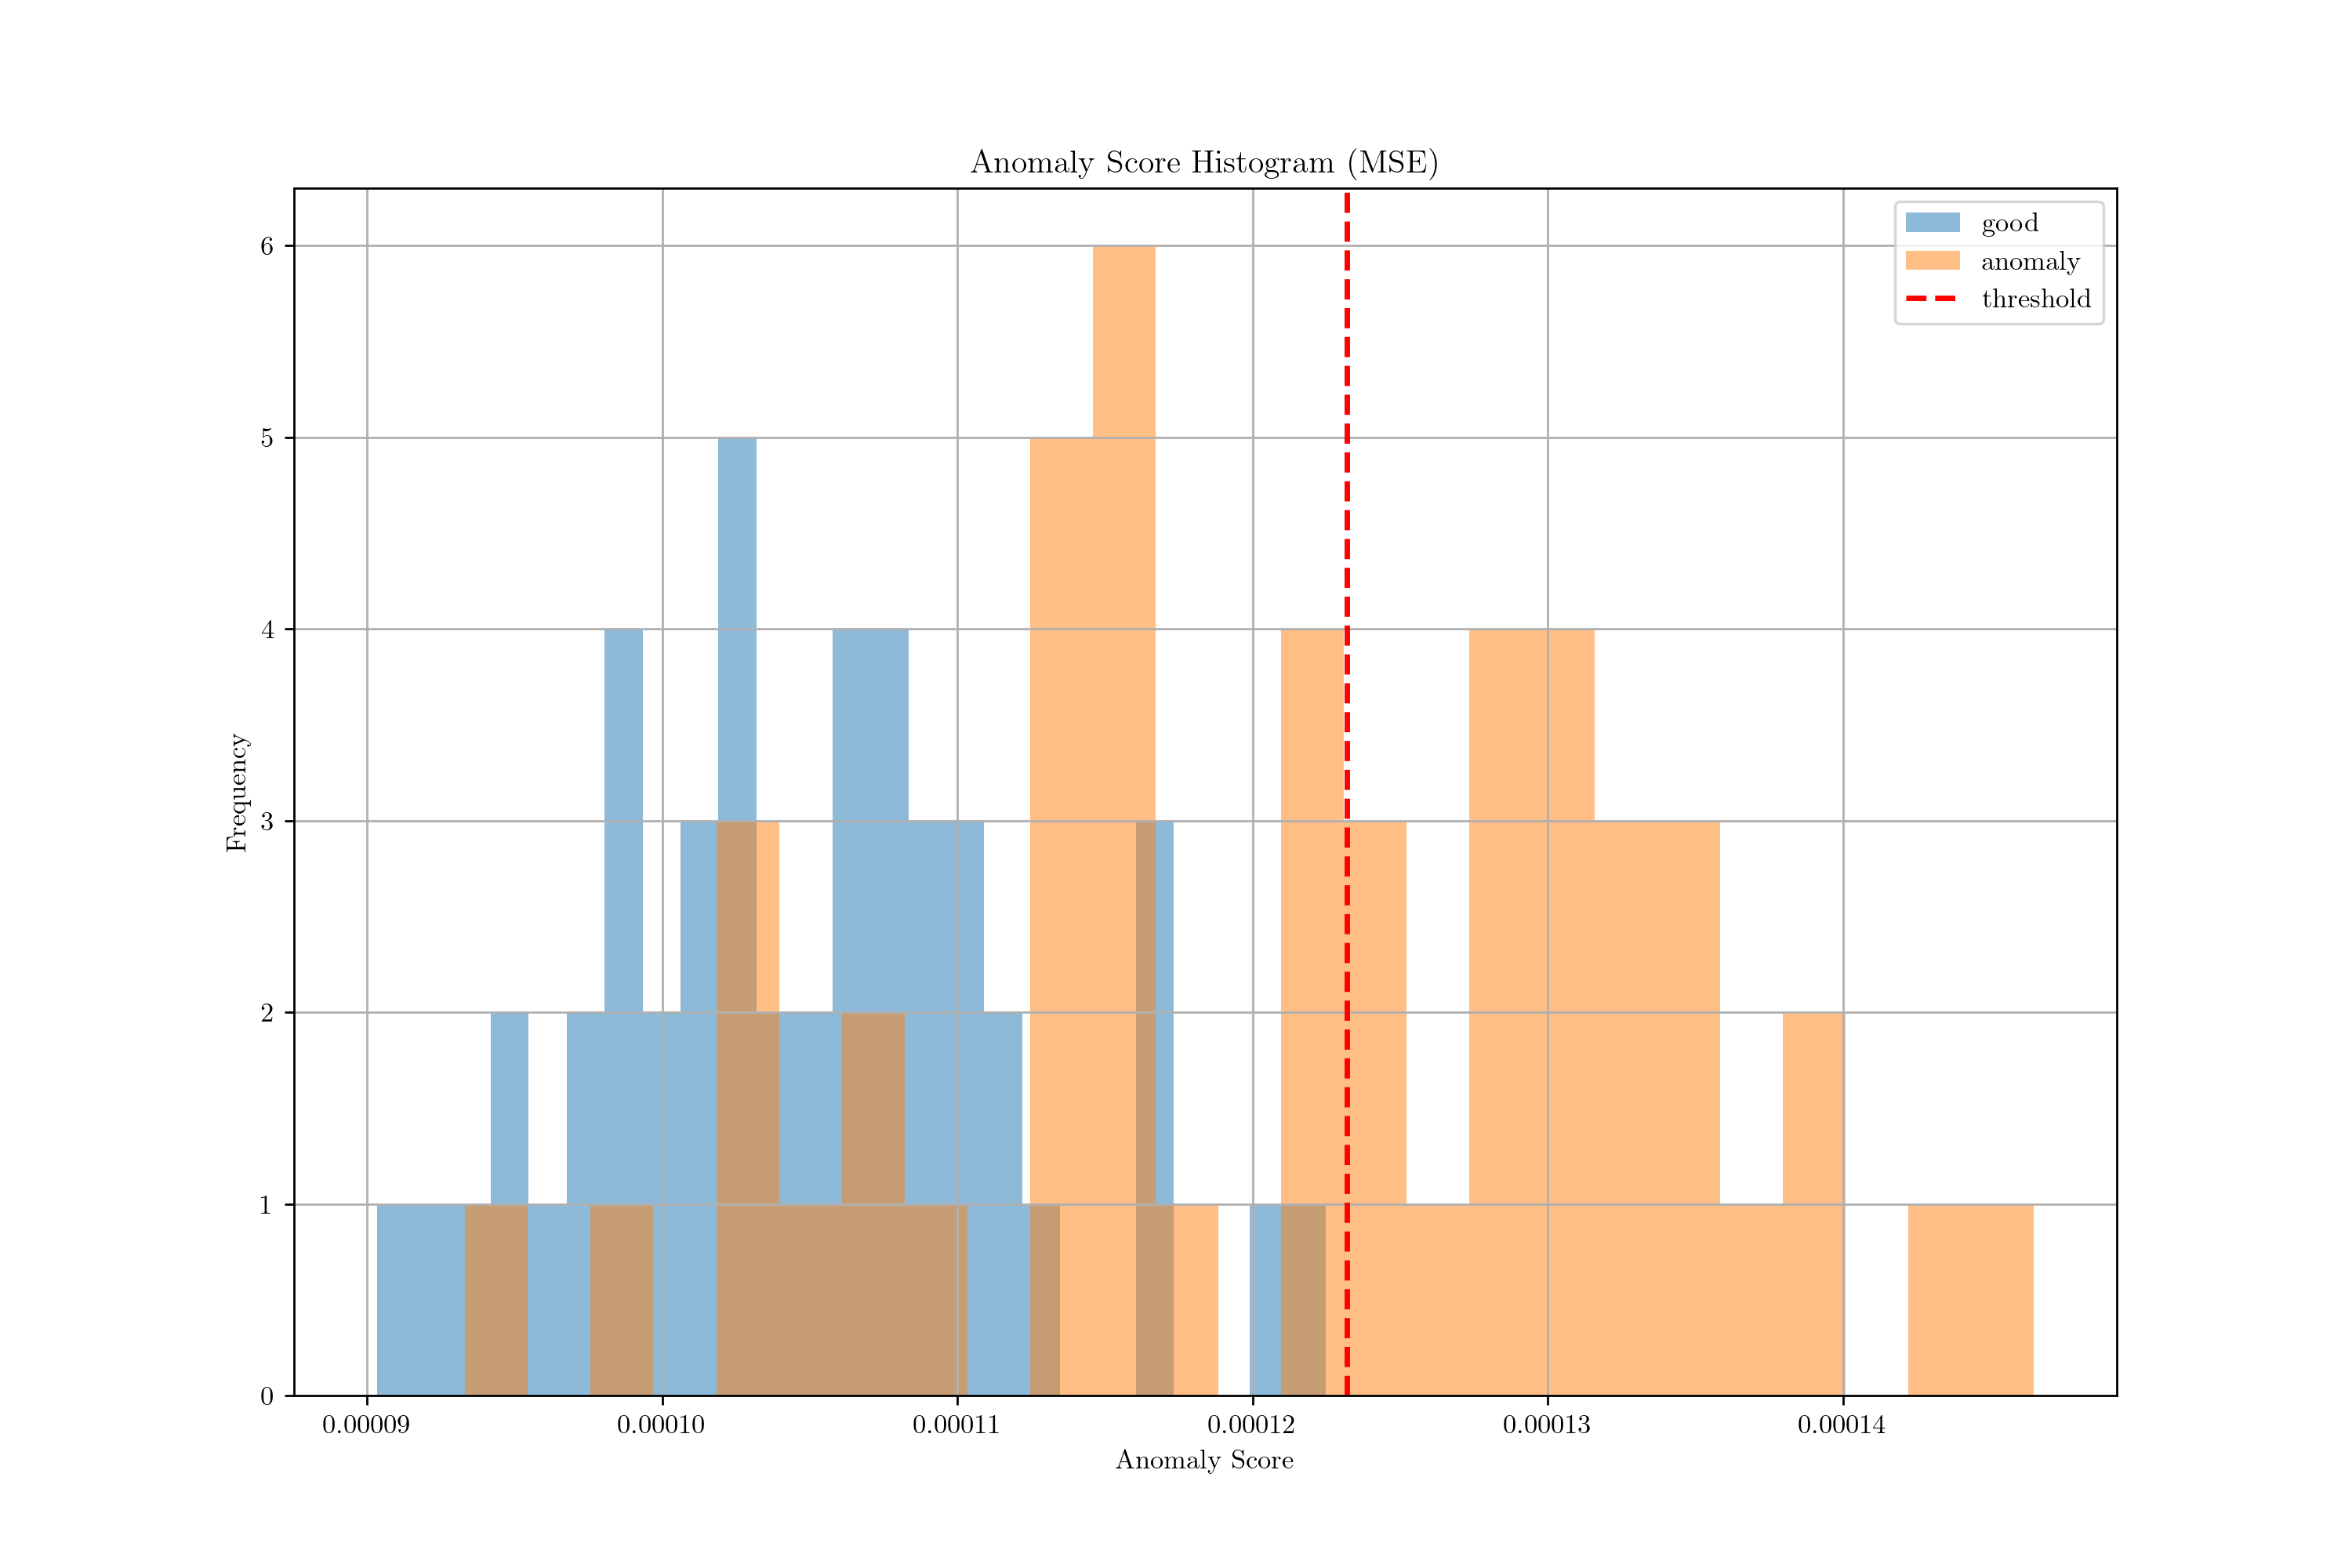 Anomaly Score Histogram (MSE)
good
anomaly
threshold
6
5
4
3
2
1
0
Frequency
0.00009 0.00010 0.00011 0.00012 0.00013 0.00014
Anomaly Score